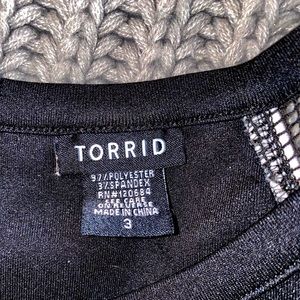 TORRID
97%POLYESTER
3%SPANDEX
RN#120684
SEE CARE
ON REVERSE
MADE IN CHINA
3